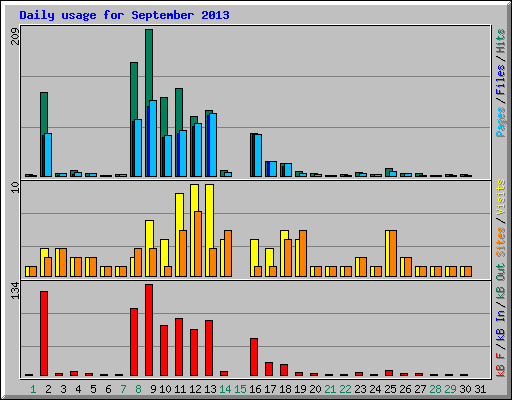 Daily usage for September 2013
209
10
134
Pages / Files / Hits
Sites / Visits
kB F / kB In / kB Out
1 2 3 4 5 6 7 8 9 10 11 12 13 14 15 16 17 18 19 20 21 22 23 24 25 26 27 28 29 30 31